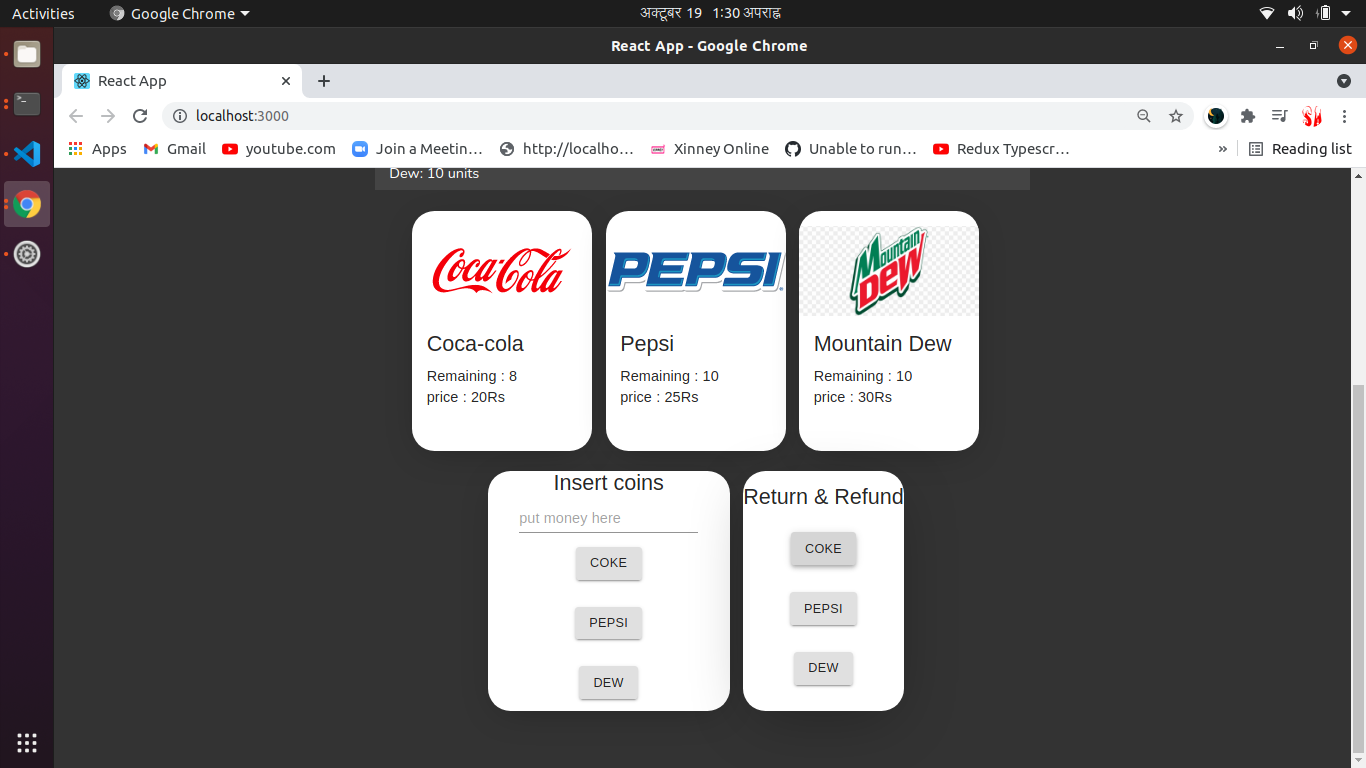 Activities
Google Chrome
अक्टूबर 19 1:30 अपराह्न
React App - Google Chrome
React App
localhost:3000
Apps
Gmail
youtube.com
Join a Meetin…
http://localho…
Xinney Online
Unable to run…
Redux Typescr…
»
Reading list
Dew: 10 units
Coca-Cola
PEPSI
Mountain
Dew
Coca-cola
Pepsi
Mountain Dew
Remaining : 8
Remaining : 10
Remaining : 10
price : 20Rs
price : 25Rs
price : 30Rs
Insert coins
put money here
COKE
PEPSI
DEW
Return & Refund
COKE
PEPSI
DEW